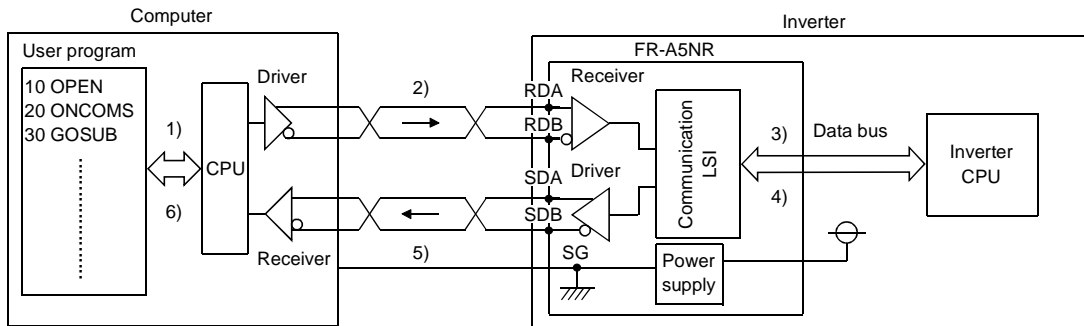 Computer
Inverter
User program
10 OPEN
20 ONCOMS
30 GOSUB
1)
6)
CPU
Driver
Receiver
2)
5)
FR-A5NR
RDA
RDB
SDA
SDB
SG
Receiver
Driver
Communication
LSI
Power
supply
3)
Data bus
4)
Inverter
CPU